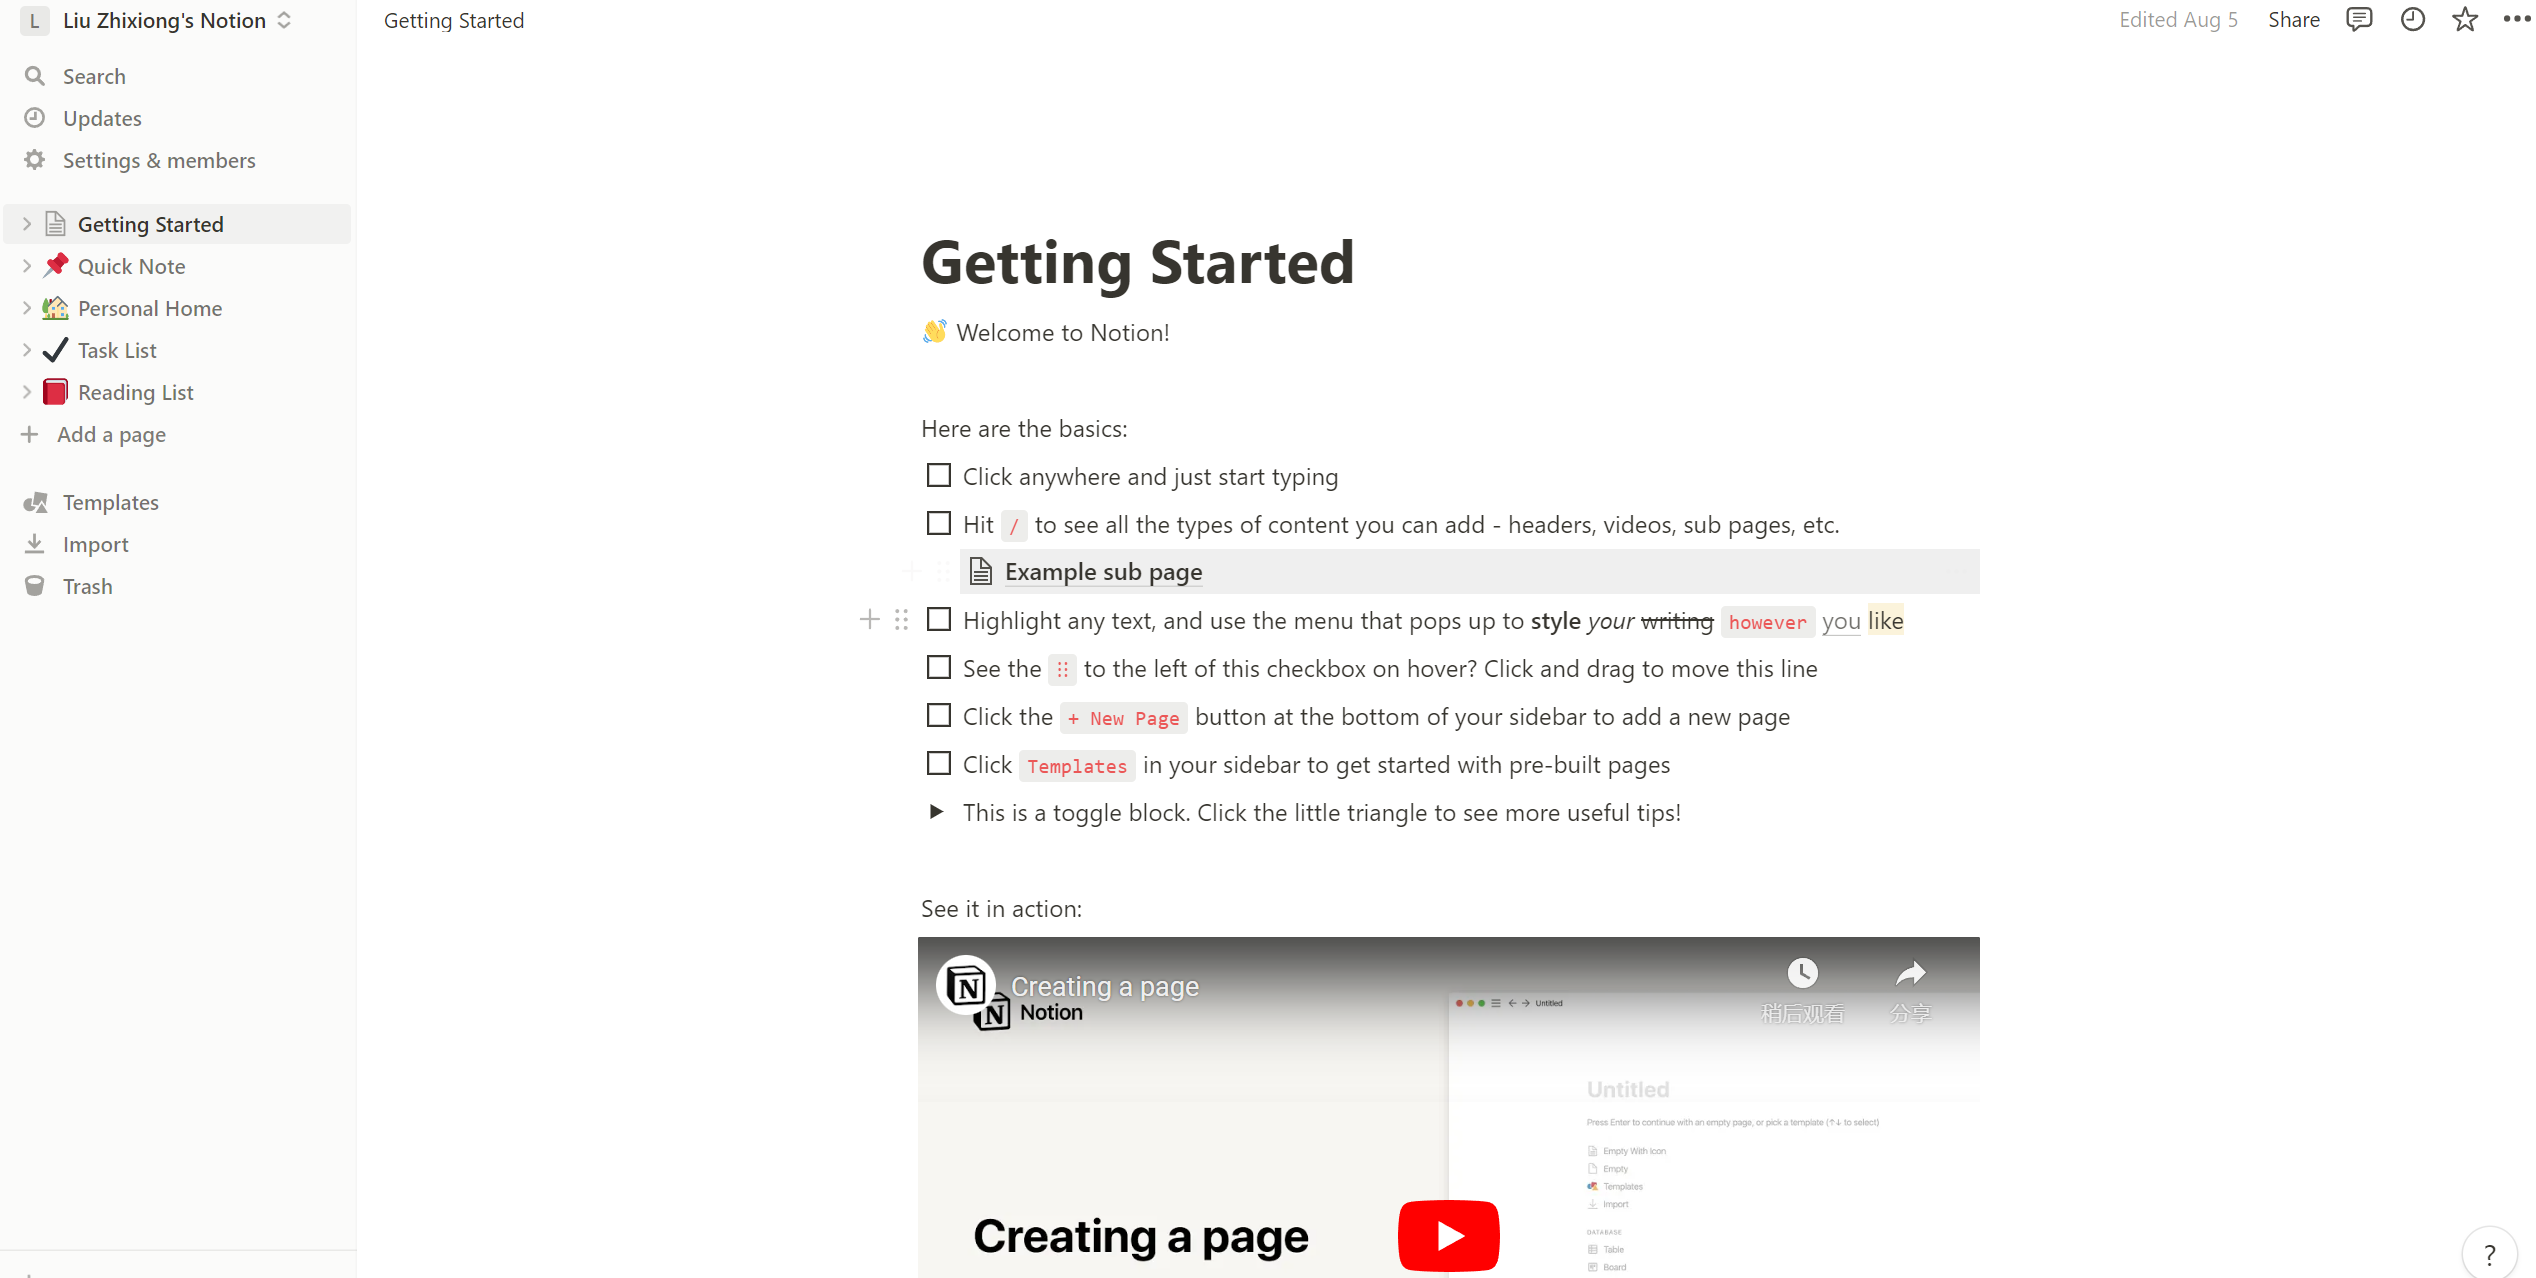 L Liu Zhixiong's Notion
Search
Updates
Settings & members
Getting Started
Quick Note
Personal Home
Task List
Reading List
Add a page
Templates
Import
Trash
Getting Started
Edited Aug 5 Share
Getting Started
👋 Welcome to Notion!
Here are the basics:
Click anywhere and just start typing
Hit / to see all the types of content you can add - headers, videos, sub pages, etc.
Example sub page
Highlight any text, and use the menu that pops up to style your writing however you like
See the ⋮⋮ to the left of this checkbox on hover? Click and drag to move this line
Click the + New Page button at the bottom of your sidebar to add a new page
Click Templates in your sidebar to get started with pre-built pages
This is a toggle block. Click the little triangle to see more useful tips!
See it in action:
Creating a page
N Notion
稍后观看 分享
Untitled
Untitled
Press Enter to continue with an empty page, or pick a template (↑↓ to select)
Empty With Icon
Empty
Templates
Import
DATABASE
Table
Board
Creating a page
?